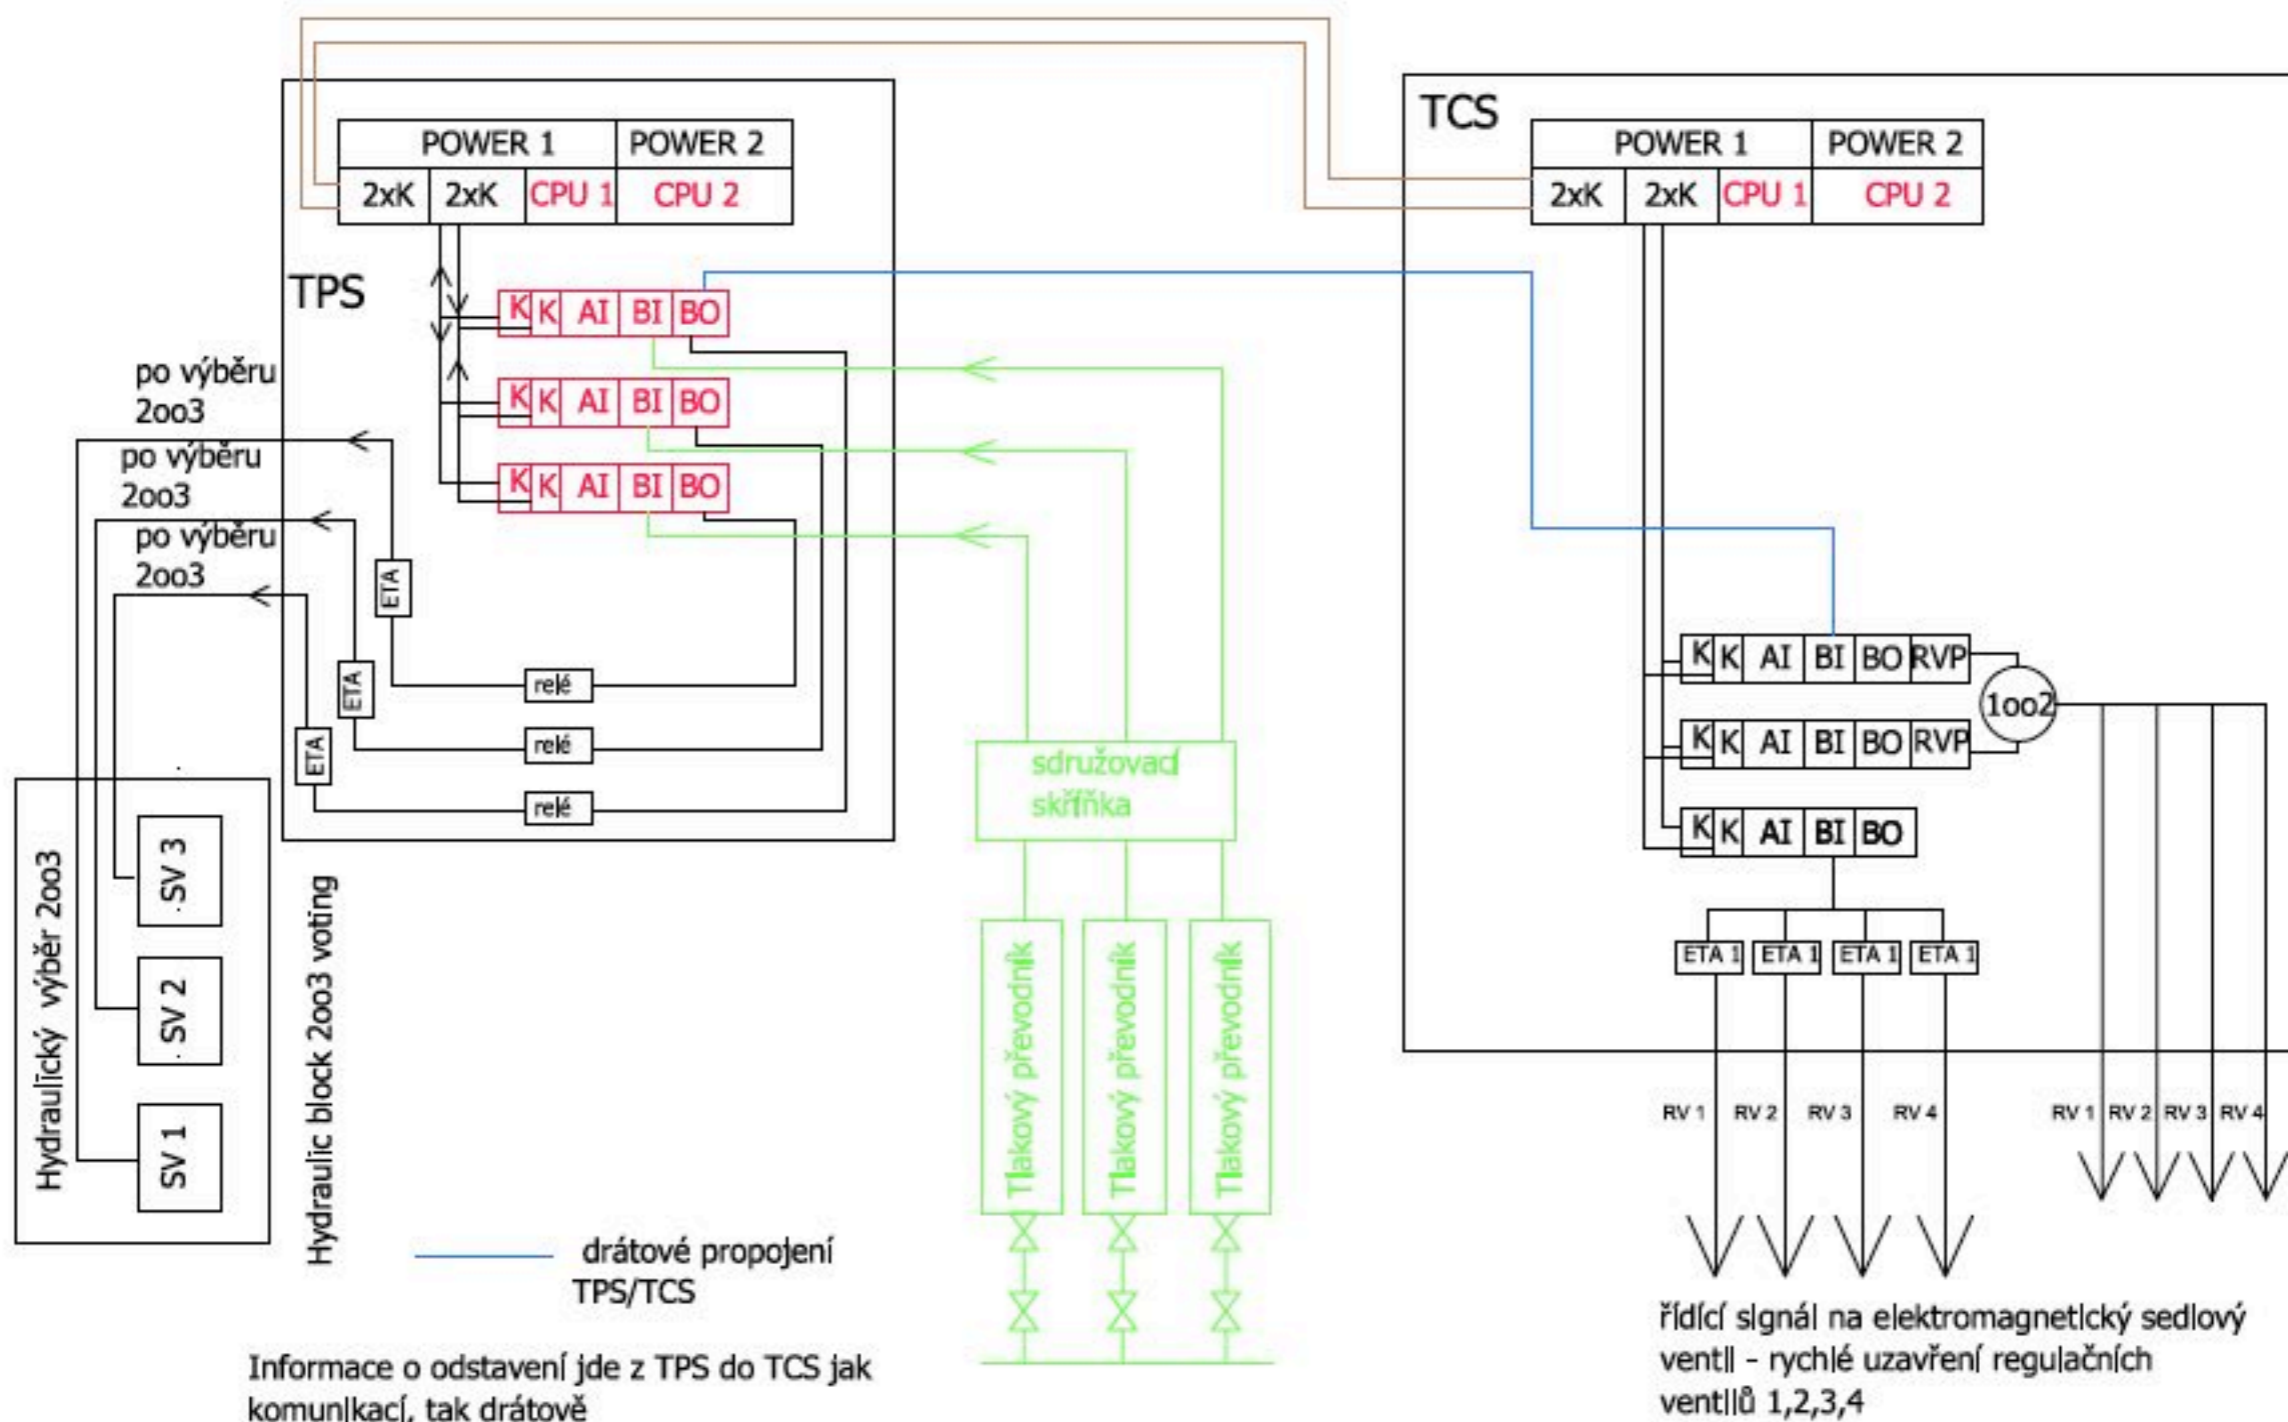 TCS
POWER 1
POWER 2
2xK
2xK
CPU 1
CPU 2
POWER 1
POWER 2
2xK
2xK
CPU 1
CPU 2
TPS
K K AI BI BO
K K AI BI BO
K K AI BI BO
po výběru
2oo3
po výběru
2oo3
po výběru
2oo3
ETA
ETA
ETA
relé
relé
relé
K K AI BI BO RVP
1oo2
K K AI BI BO RVP
K K AI BI BO
sdružovací
skříňka
Hydraulický výběr 2oo3
SV 3
SV 2
SV 1
Hydraulic block 2oo3 voting
Tlakový převodník
Tlakový převodník
Tlakový převodník
ETA 1
ETA 1
ETA 1
ETA 1
RV 1
RV 2
RV 3
RV 4
RV 1
RV 2
RV 3
RV 4
drátové propojení
TPS/TCS
Informace o odstavení jde z TPS do TCS jak
komunikací, tak drátově
řídící signál na elektromagnetický sedlový
ventil - rychlé uzavření regulačních
ventilů 1,2,3,4